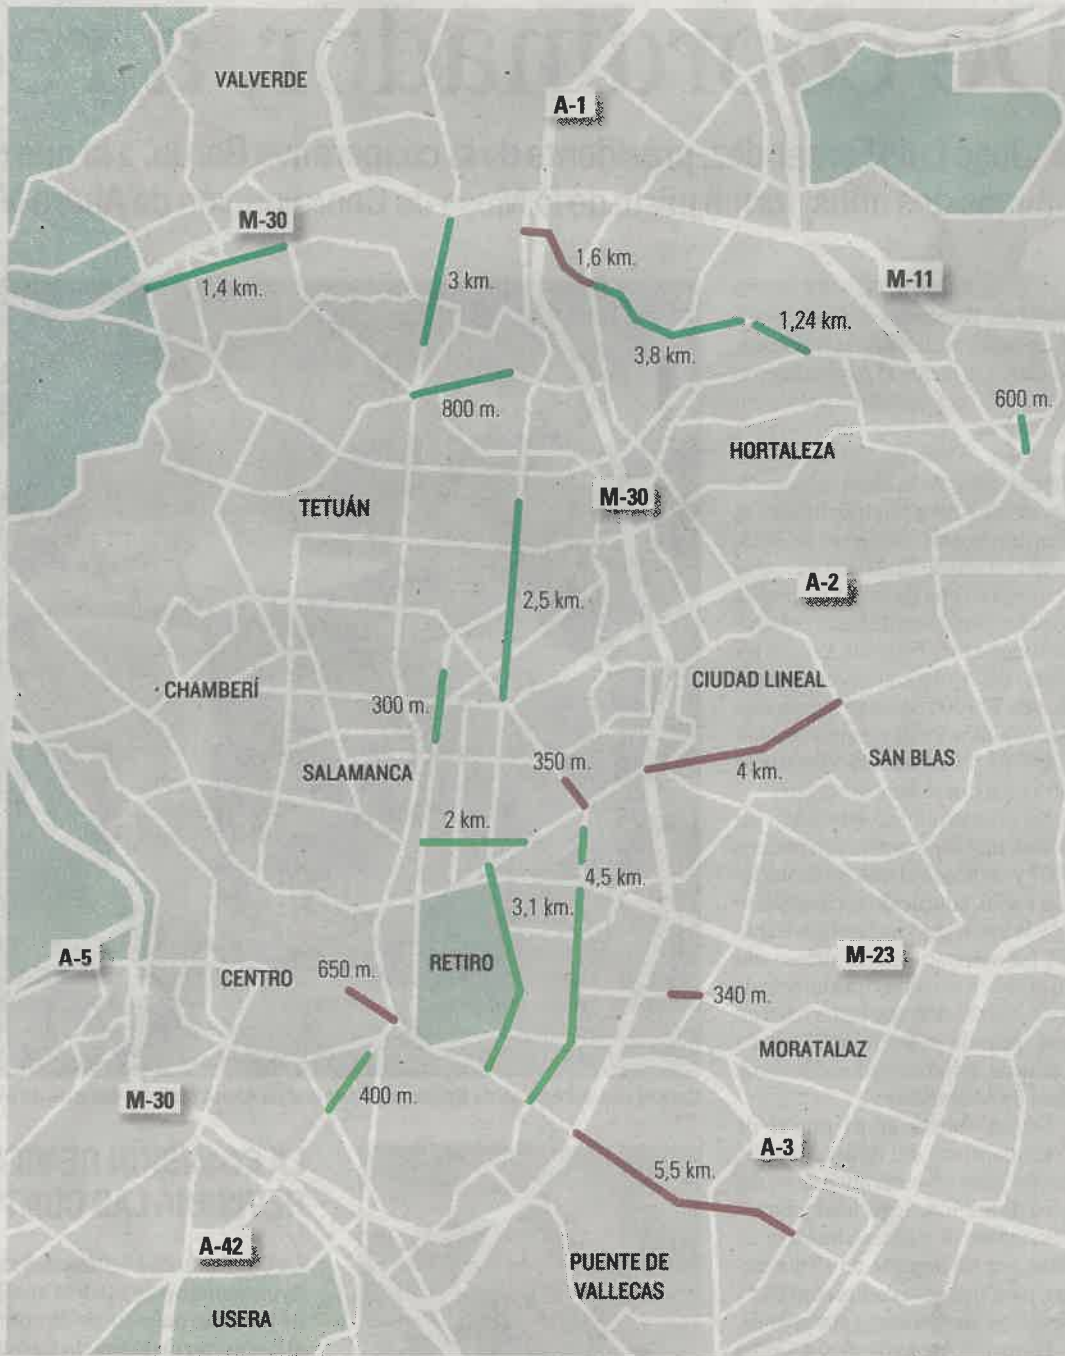 VALVERDE
A-1
M-30
1,6 km.
3 km.
M-11
1,4 km.
1,24 km.
3,8 km.
800 m.
600 m.
HORTALEZA
M-30
TETUÁN
A-2
2,5 km.
CIUDAD LINEAL
CHAMBERÍ
300 m.
SAN BLAS
350 m.
SALAMANCA
4 km.
2 km.
4,5 km.
3,1 km.
A-5
M-23
RETIRO
650 m.
CENTRO
340 m.
MORATALAZ
400 m.
M-30
A-3
5,5 km.
A-42
PUENTE DE
VALLECAS
USERA